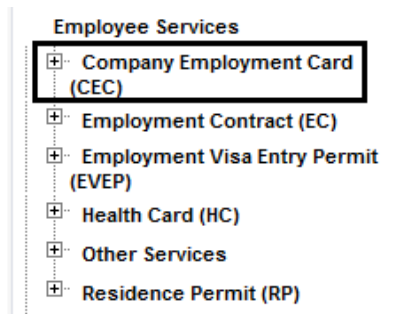 Employee Services
Company Employment Card
(CEC)
Employment Contract (EC)
Employment Visa Entry Permit
(EVEP)
Health Card (HC)
Other Services
Residence Permit (RP)